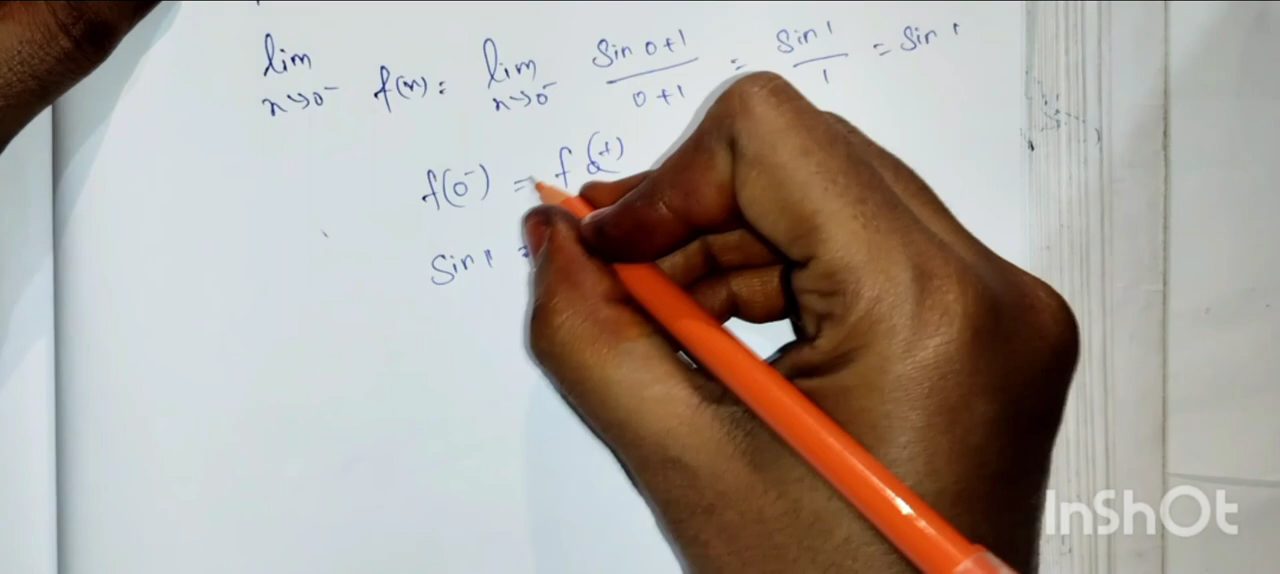 lim x→0⁻ f(x) = lim x→0⁻ sin 0+1 / 0+1 = sin 1 / 1 = sin 1
f(0⁻) = f(0⁺)
sin 1 =
InShOt